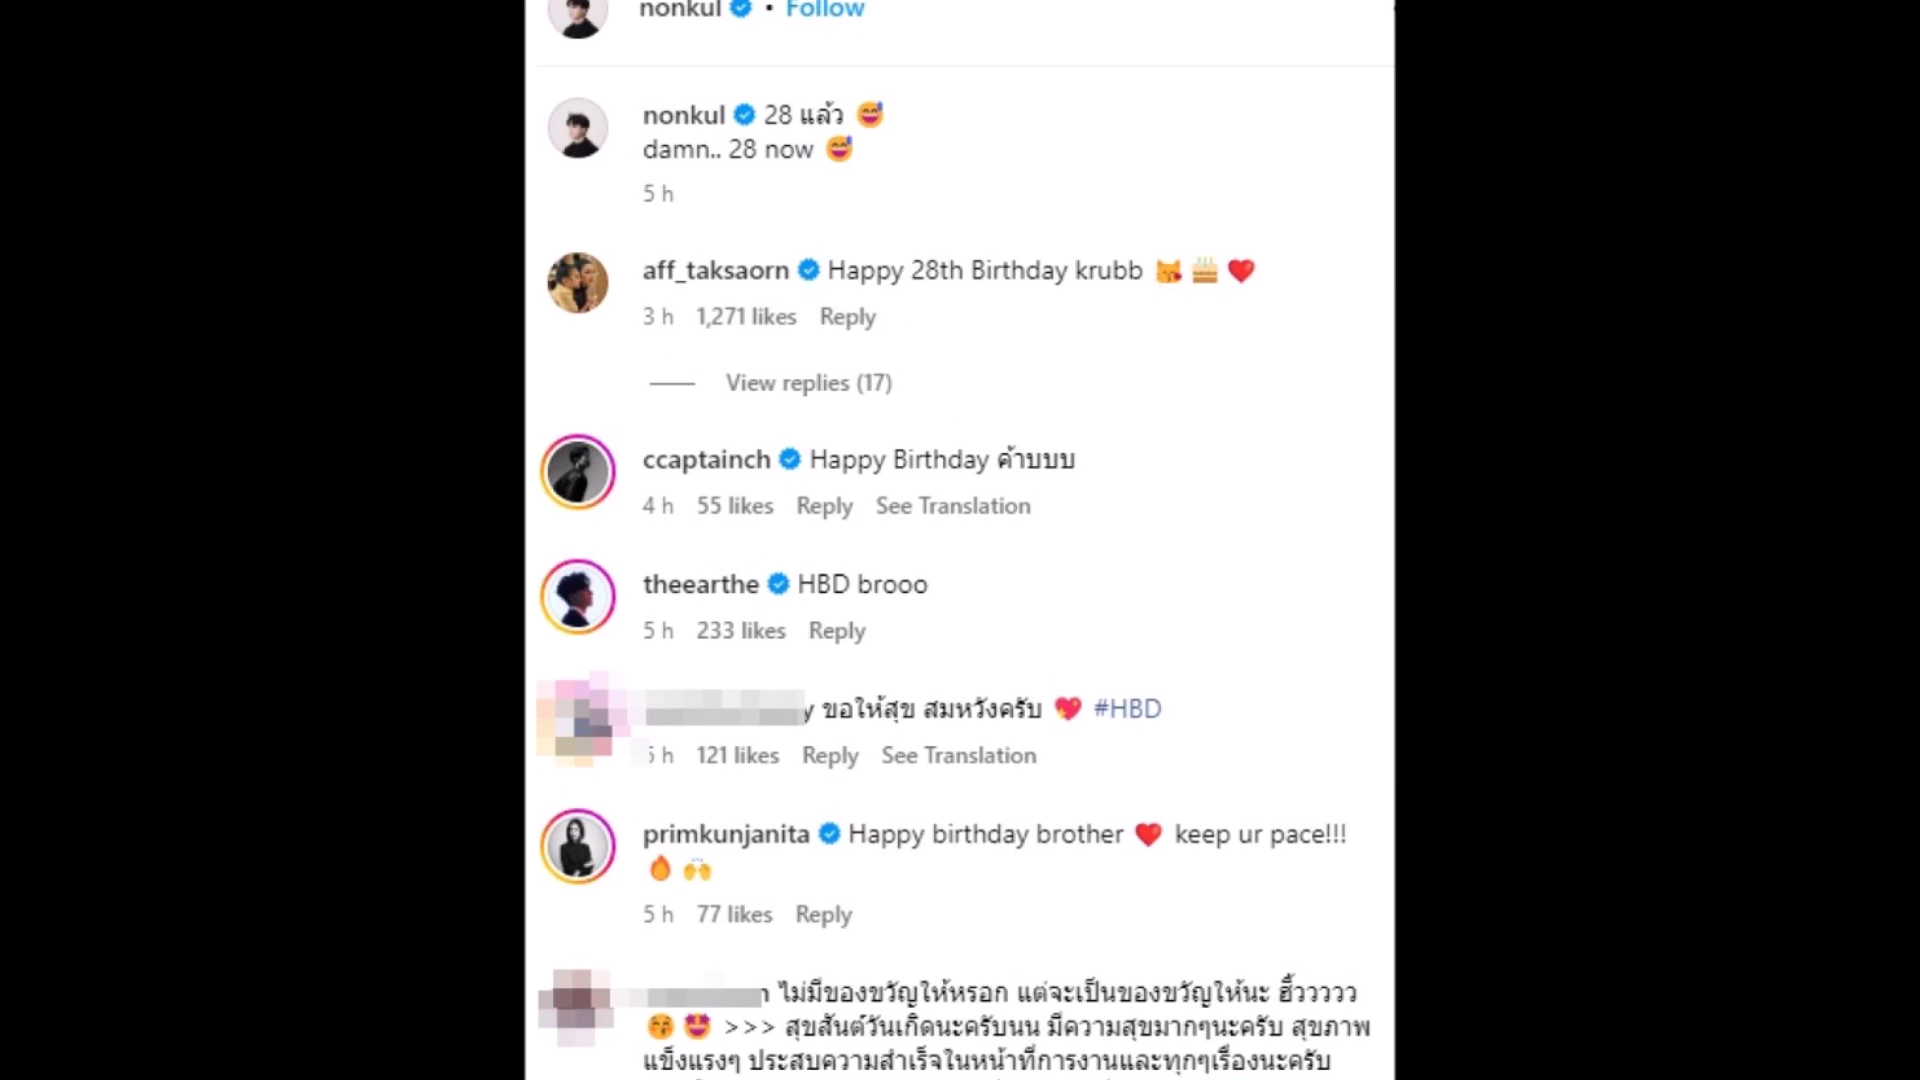 nonkul • Follow
nonkul 28 แล้ว 😅
damn.. 28 now 😅
5 h
aff_taksaorn Happy 28th Birthday krubb 😽 🎂 ❤️
3 h 1,271 likes Reply
View replies (17)
ccaptainch Happy Birthday ค้าบบบ
4 h 55 likes Reply See Translation
theearthe HBD brooo
5 h 233 likes Reply
ขอให้สุข สมหวังครับ 💖 #HBD
5 h 121 likes Reply See Translation
primkunjanita Happy birthday brother ❤️ keep ur pace!!!
🔥 🙌
5 h 77 likes Reply
ไม่มีของขวัญให้หรอก แต่จะเป็นของขวัญให้นะ ฮิ้ววววว
😚 🤩 >>> สุขสันต์วันเกิดนะครับนน มีความสุขมากๆนะครับ สุขภาพ
แข็งแรงๆ ประสบความสำเร็จในหน้าที่การงานและทุกๆเรื่องนะครับ